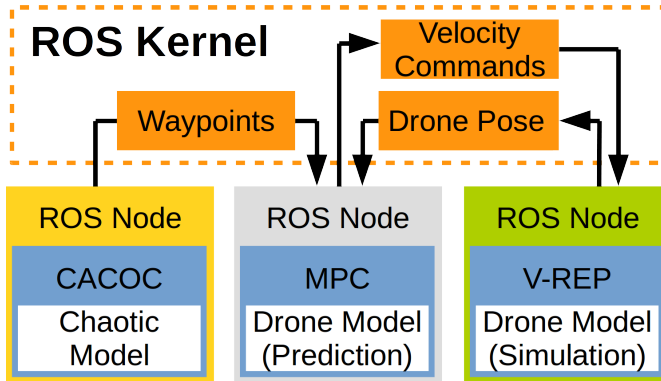 ROS Kernel
Velocity
Commands
Waypoints
Drone Pose
ROS Node
CACOC
Chaotic
Model
ROS Node
MPC
Drone Model
(Prediction)
ROS Node
V-REP
Drone Model
(Simulation)